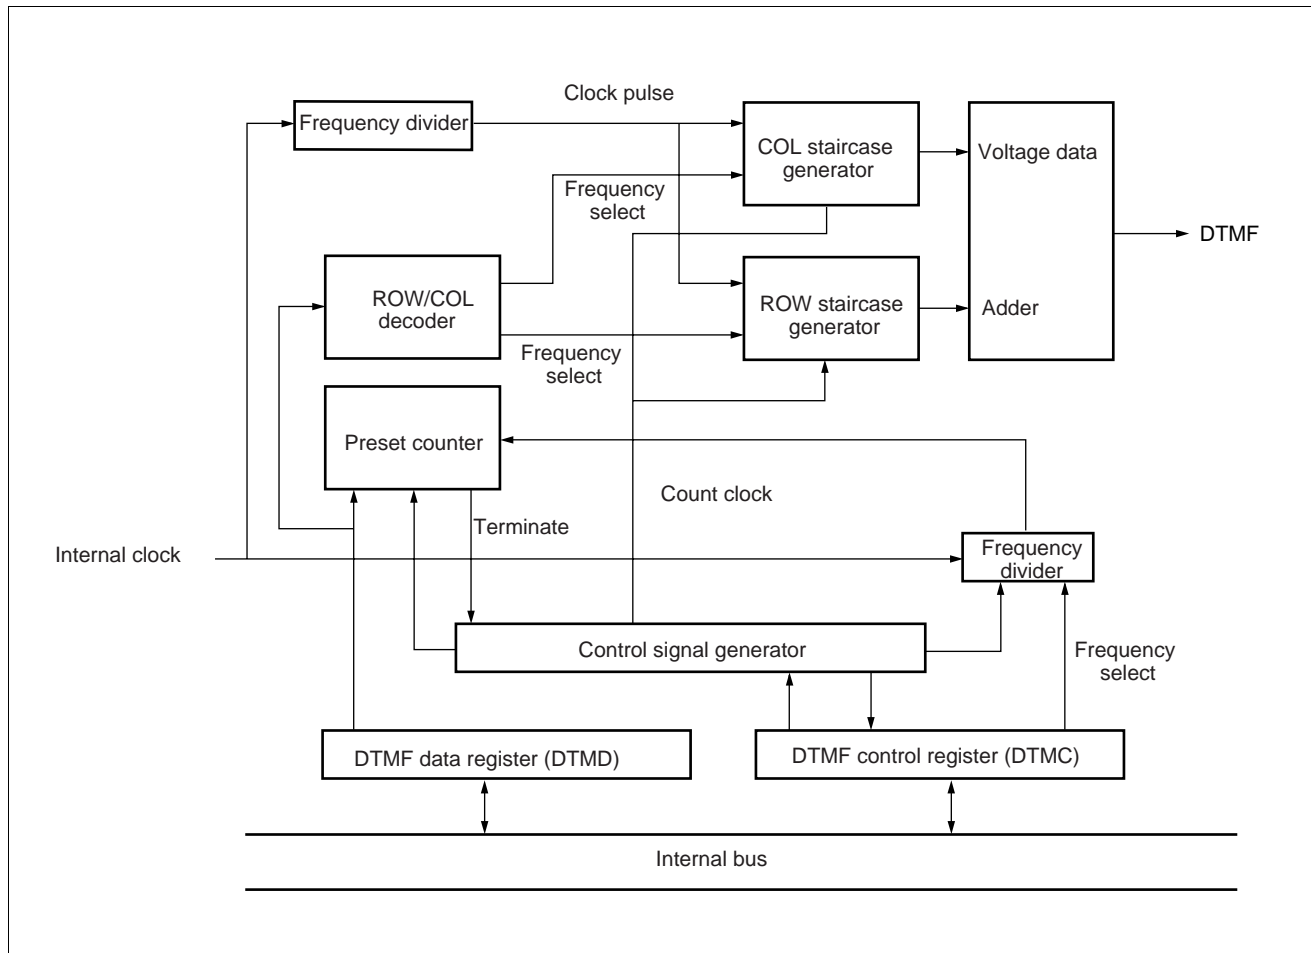 Clock pulse
Frequency divider
COL staircase
generator
Voltage data
Frequency
select
DTMF
ROW/COL
decoder
ROW staircase
generator
Adder
Frequency
select
Preset counter
Count clock
Terminate
Internal clock
Frequency
divider
Control signal generator
Frequency
select
DTMF data register (DTMD)
DTMF control register (DTMC)
Internal bus